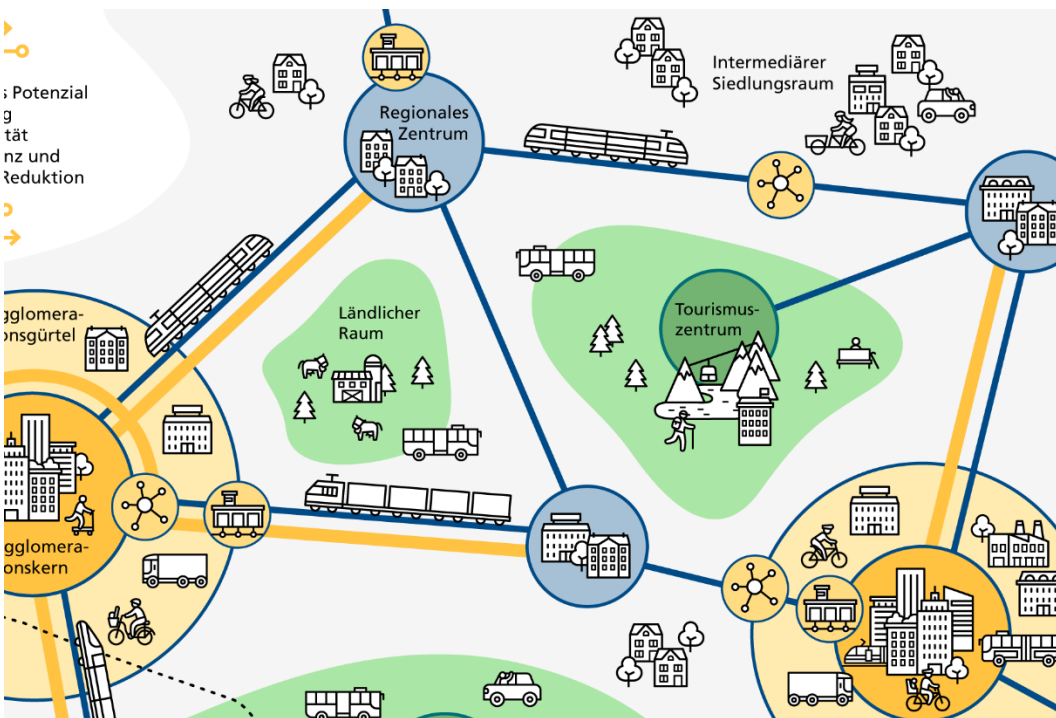 s Potenzial
g
tät
nz und
Reduktion
Regionales
Zentrum
Intermediärer
Siedlungsraum
gglomera-
onsgürtel
Ländlicher
Raum
Tourismus-
zentrum
gglomera-
onskern